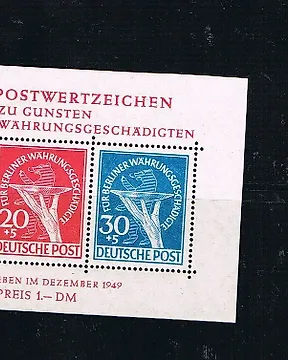 POSTWERTZEICHEN
ZU GUNSTEN
WÄHRUNGSGESCHÄDIGTEN
FÜR BERLINER WÄHRUNGSGESCHÄDIGTE
20
+5
DEUTSCHE POST
FÜR BERLINER WÄHRUNGSGESCHÄDIGTE
30
+5
DEUTSCHE POST
EBEN IM DEZEMBER 1949
PREIS 1.— DM